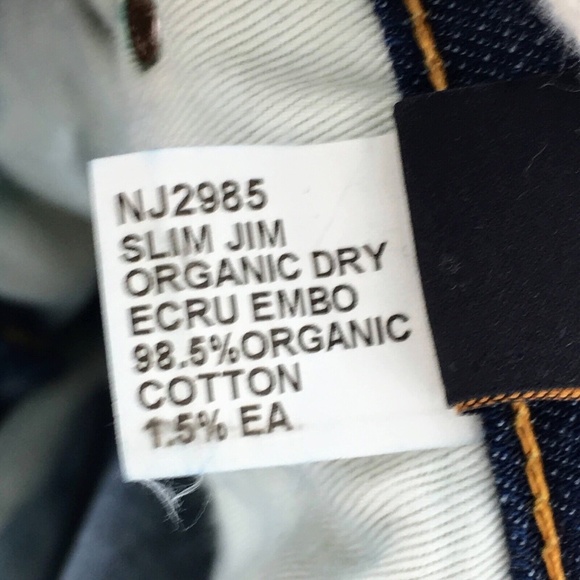 NJ2985
SLIM JIM
ORGANIC DRY
ECRU EMBO
98.5%ORGANIC
COTTON
1.5% EA